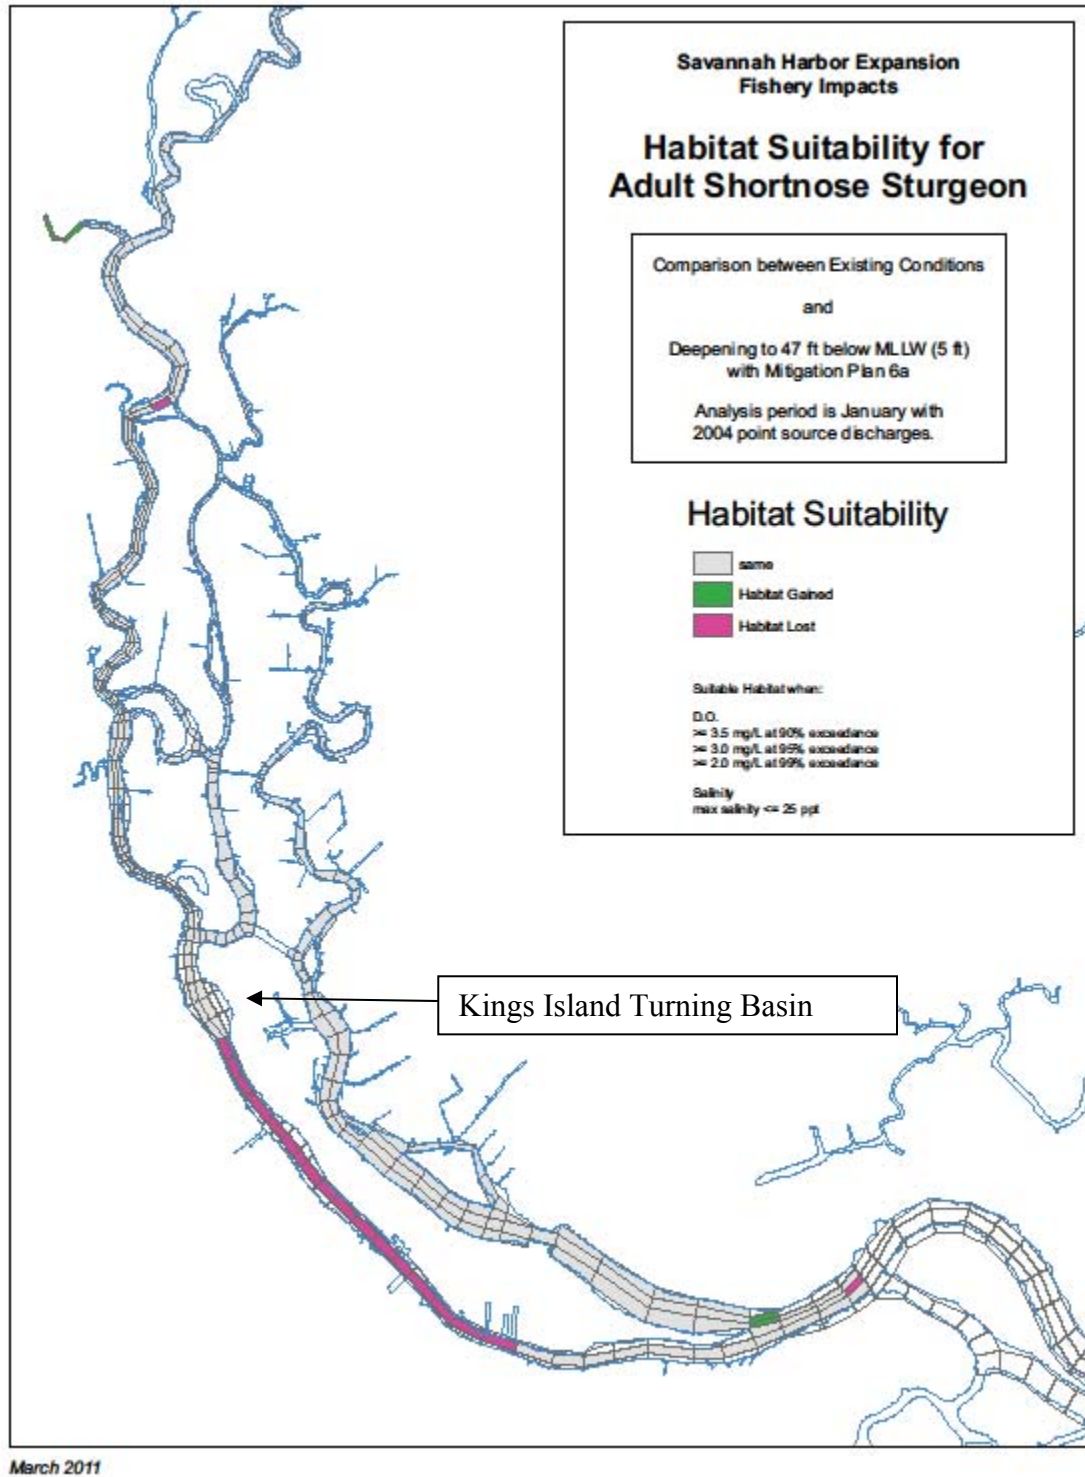 Savannah Harbor Expansion
Fishery Impacts
Habitat Suitability for
Adult Shortnose Sturgeon
Comparison between Existing Conditions
and
Deepening to 47 ft below MLLW (5 ft)
with Mitigation Plan 6a
Analysis period is January with
2004 point source discharges.
Habitat Suitability
same
Habitat Gained
Habitat Lost
Suitable Habitat when:
D.O.
>= 3.5 mg/L at 90% exceedance
>= 3.0 mg/L at 95% exceedance
>= 2.0 mg/L at 99% exceedance
Salinity
max salinity <= 25 ppt
Kings Island Turning Basin
March 2011